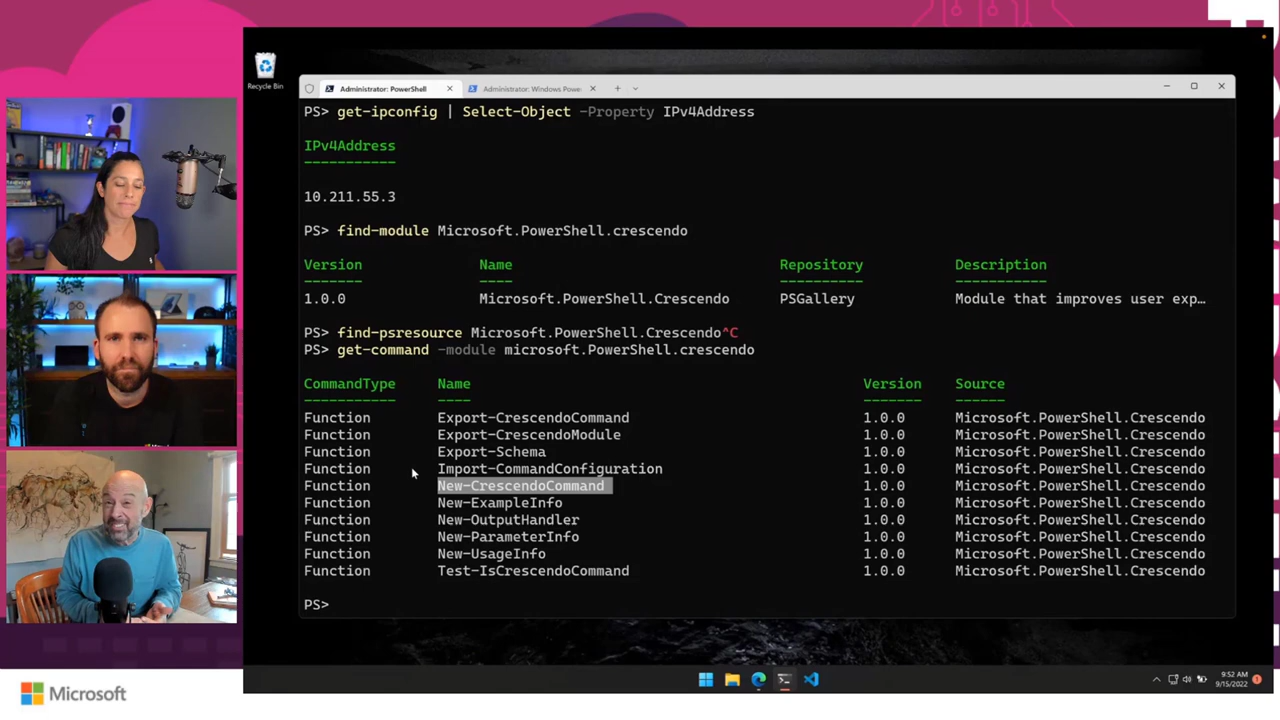 Recycle Bin
Administrator: PowerShell
Administrator: Windows Powe
PS> get-ipconfig | Select-Object -Property IPv4Address
IPv4Address
-----------
10.211.55.3
PS> find-module Microsoft.PowerShell.crescendo
Version Name Repository Description
------- ---- ---------- -----------
1.0.0 Microsoft.PowerShell.Crescendo PSGallery Module that improves user exp…
PS> find-psresource Microsoft.PowerShell.Crescendo^C
PS> get-command -module microsoft.PowerShell.crescendo
CommandType Name Version Source
----------- ---- ------- ------
Function Export-CrescendoCommand 1.0.0 Microsoft.PowerShell.Crescendo
Function Export-CrescendoModule 1.0.0 Microsoft.PowerShell.Crescendo
Function Export-Schema 1.0.0 Microsoft.PowerShell.Crescendo
Function Import-CommandConfiguration 1.0.0 Microsoft.PowerShell.Crescendo
Function New-CrescendoCommand 1.0.0 Microsoft.PowerShell.Crescendo
Function New-ExampleInfo 1.0.0 Microsoft.PowerShell.Crescendo
Function New-OutputHandler 1.0.0 Microsoft.PowerShell.Crescendo
Function New-ParameterInfo 1.0.0 Microsoft.PowerShell.Crescendo
Function New-UsageInfo 1.0.0 Microsoft.PowerShell.Crescendo
Function Test-IsCrescendoCommand 1.0.0 Microsoft.PowerShell.Crescendo
PS>
9:52 AM
9/15/2022
1
Microsoft